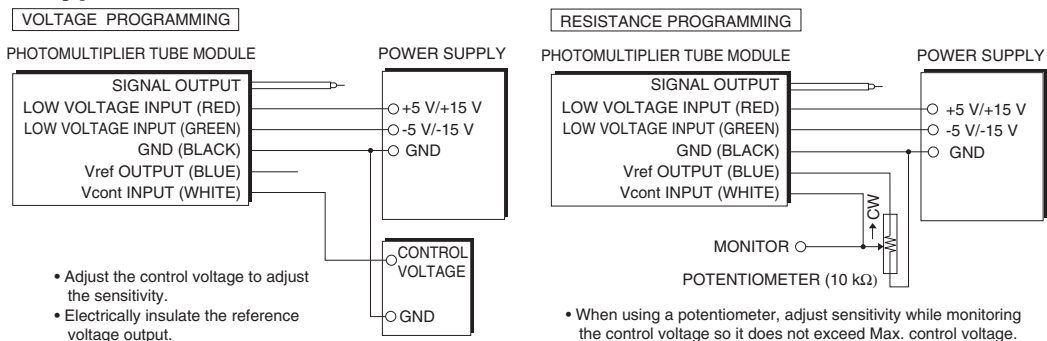 VOLTAGE PROGRAMMING
PHOTOMULTIPLIER TUBE MODULE
POWER SUPPLY
SIGNAL OUTPUT
LOW VOLTAGE INPUT (RED)
+5 V/+15 V
LOW VOLTAGE INPUT (GREEN)
-5 V/-15 V
GND (BLACK)
GND
Vref OUTPUT (BLUE)
Vcont INPUT (WHITE)
CONTROL
VOLTAGE
GND
• Adjust the control voltage to adjust
the sensitivity.
• Electrically insulate the reference
voltage output.
RESISTANCE PROGRAMMING
PHOTOMULTIPLIER TUBE MODULE
POWER SUPPLY
SIGNAL OUTPUT
LOW VOLTAGE INPUT (RED)
+5 V/+15 V
LOW VOLTAGE INPUT (GREEN)
-5 V/-15 V
GND (BLACK)
GND
Vref OUTPUT (BLUE)
Vcont INPUT (WHITE)
CW
MONITOR
POTENTIOMETER (10 kΩ)
• When using a potentiometer, adjust sensitivity while monitoring
the control voltage so it does not exceed Max. control voltage.